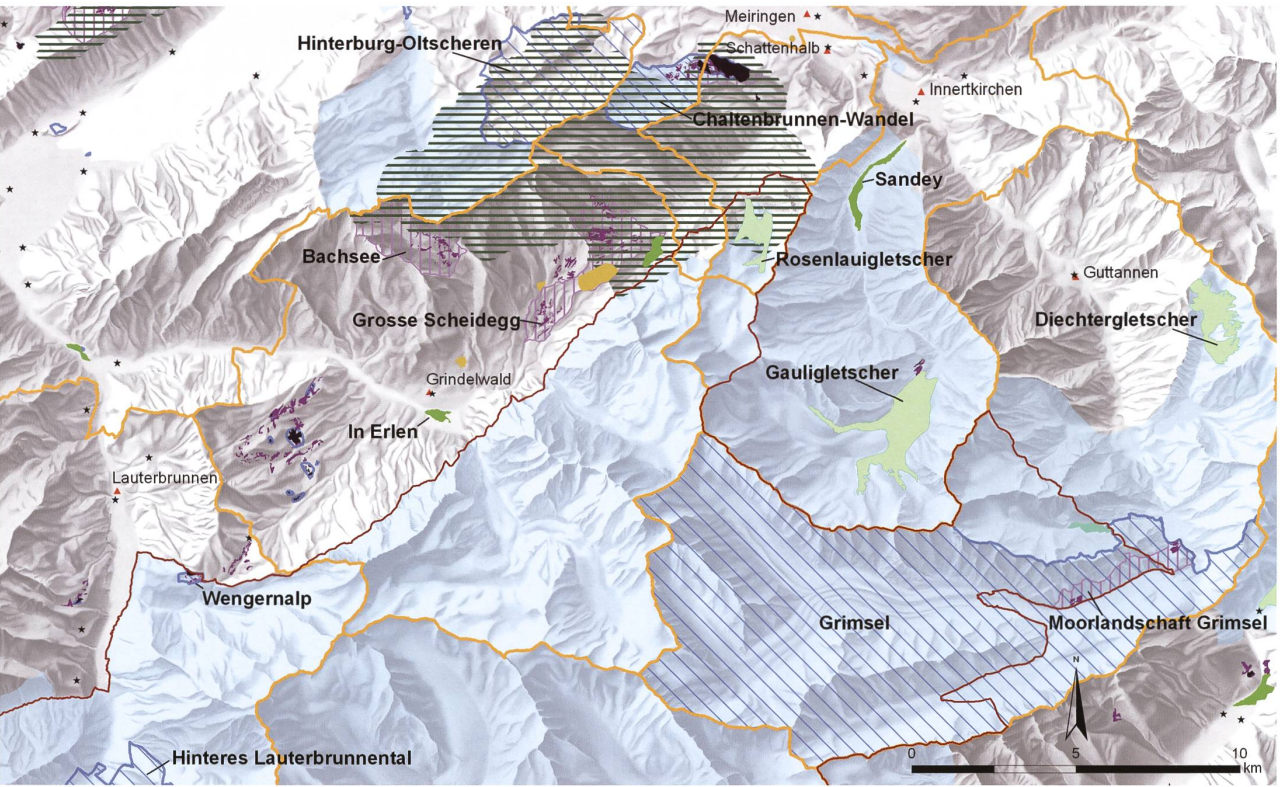 Meiringen
Hinterburg-Oltscheren
Schattenhalb
Innertkirchen
Chaltenbrunnen-Wandel
Sandey
Bachsee
Rosenlauigletscher
Guttannen
Grosse Scheidegg
Diechtergletscher
Gauligletscher
Grindelwald
In Erlen
Lauterbrunnen
Wengernalp
Grimsel
Moorlandschaft Grimsel
N
Hinteres Lauterbrunnental
0 5 10
km